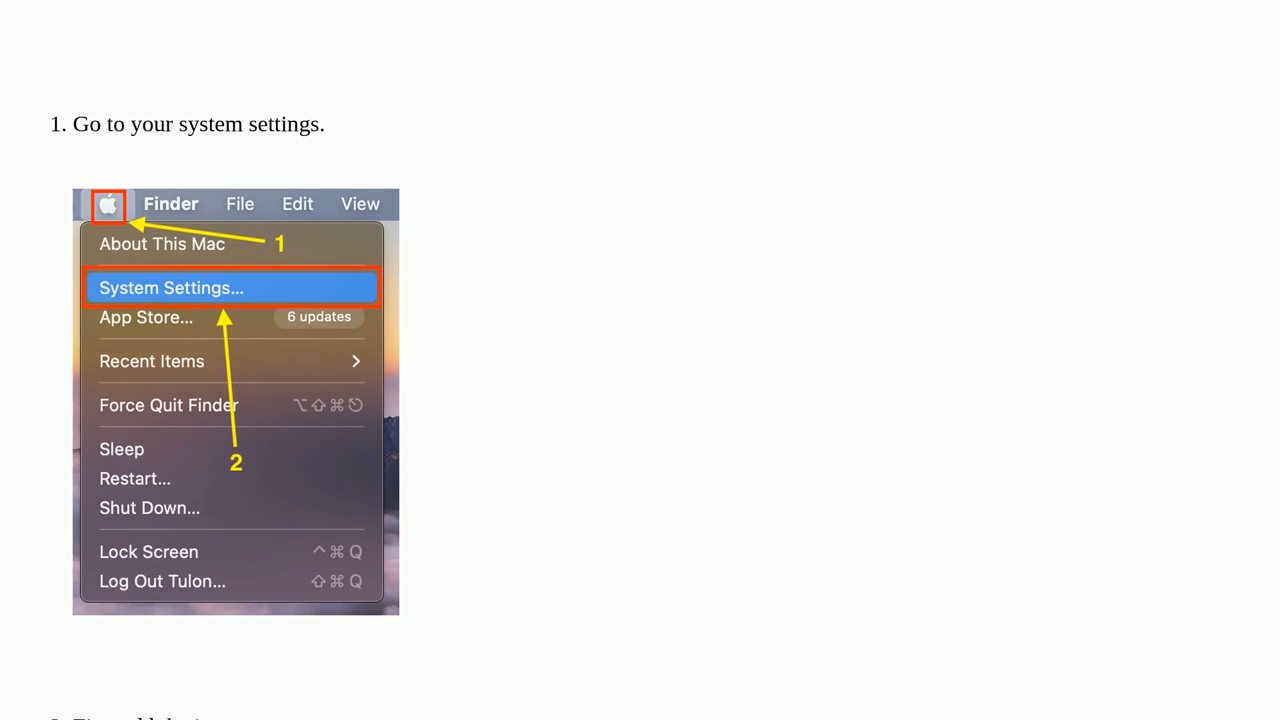 1. Go to your system settings.
Finder File Edit View
About This Mac
1
System Settings...
App Store... 6 updates
Recent Items
Force Quit Finder ⌥⇧⌘⎋
Sleep
2
Restart...
Shut Down...
Lock Screen ^⌘Q
Log Out Tulon... ⇧⌘Q